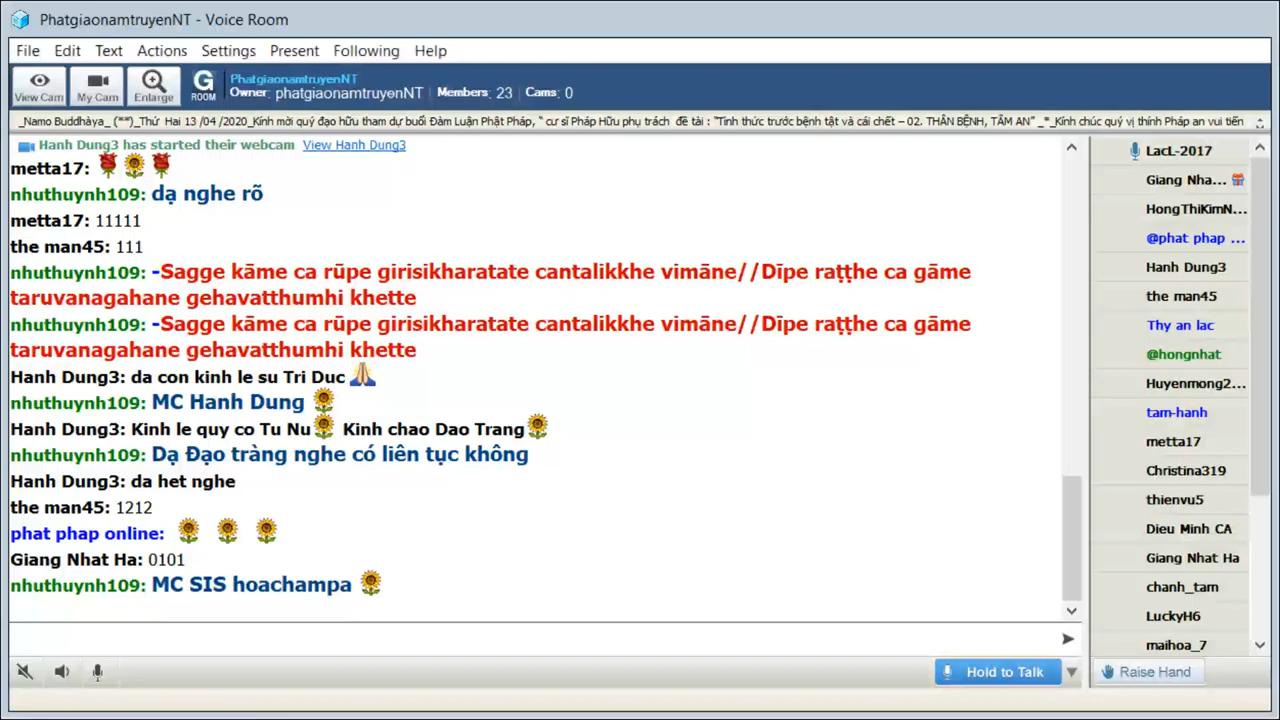 PhatgiaonamtruyenNT - Voice Room
File Edit Text Actions Settings Present Following Help
View Cam My Cam Enlarge G ROOM PhatgiaonamtruyenNT
Owner: phatgiaonamtruyenNT Members: 23 Cams: 0
_Namo Buddhàya_ (**)_Thứ Hai 13 /04 /2020_Kính mời quý đạo hữu tham dự buổi Đàm Luận Phật Pháp, “ cư sĩ Pháp Hữu phụ trách đề tài : "Tinh thức trước bệnh tật và cái chết – 02. THÂN BỆNH, TÂM AN” _*_Kính chúc quý vị thính Pháp an vui tiến
Hanh Dung3 has started their webcam View Hanh Dung3
metta17:
nhuthuynh109: dạ nghe rõ
metta17: 11111
the man45: 111
nhuthuynh109: -Sagge kāme ca rūpe girisikharatate cantalikkhe vimāne//Dīpe raṭṭhe ca gāme
taruvanagahane gehavatthumhi khette
nhuthuynh109: -Sagge kāme ca rūpe girisikharatate cantalikkhe vimāne//Dīpe raṭṭhe ca gāme
taruvanagahane gehavatthumhi khette
Hanh Dung3: da con kinh le su Tri Duc
nhuthuynh109: MC Hanh Dung
Hanh Dung3: Kinh le quy co Tu Nu Kinh chao Dao Trang
nhuthuynh109: Dạ Đạo tràng nghe có liên tục không
Hanh Dung3: da het nghe
the man45: 1212
phat phap online:
Giang Nhat Ha: 0101
nhuthuynh109: MC SIS hoachampa
LacL-2017
Giang Nha...
HongThiKimN...
@phat phap ...
Hanh Dung3
the man45
Thy an lac
@hongnhat
Huyenmong2...
tam-hanh
metta17
Christina319
thienvu5
Dieu Minh CA
Giang Nhat Ha
chanh_tam
LuckyH6
maihoa_7
Hold to Talk Raise Hand